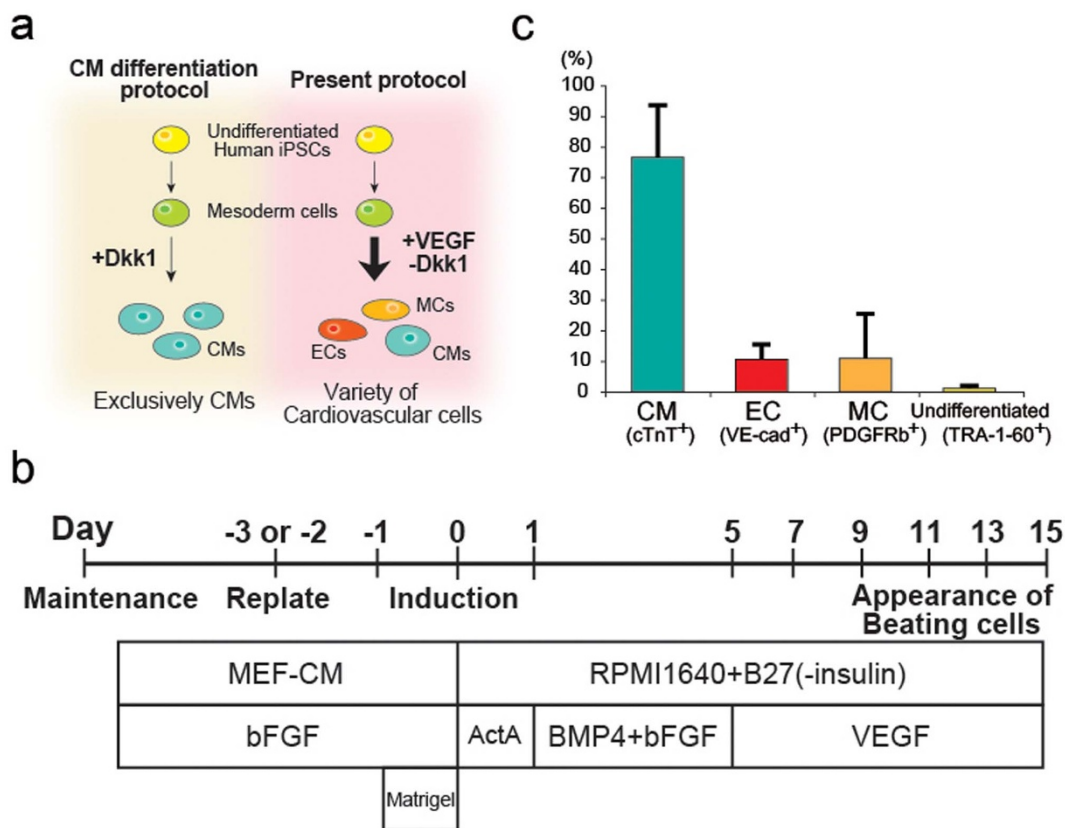 a
CM differentiation
protocol
Present protocol
Undifferentiated
Human iPSCs
Mesoderm cells
+Dkk1
+VEGF
-Dkk1
CMs
MCs
ECs
CMs
Exclusively CMs
Variety of
Cardiovascular cells
c
(%)
100
90
80
70
60
50
40
30
20
10
0
CM
(cTnT+)
EC
(VE-cad+)
MC
(PDGFRb+)
Undifferentiated
(TRA-1-60+)
b
Day -3 or -2 -1 0 1 5 7 9 11 13 15
Maintenance Replate Induction Appearance of
Beating cells
MEF-CM RPMI1640+B27(-insulin)
bFGF ActA BMP4+bFGF VEGF
Matrigel